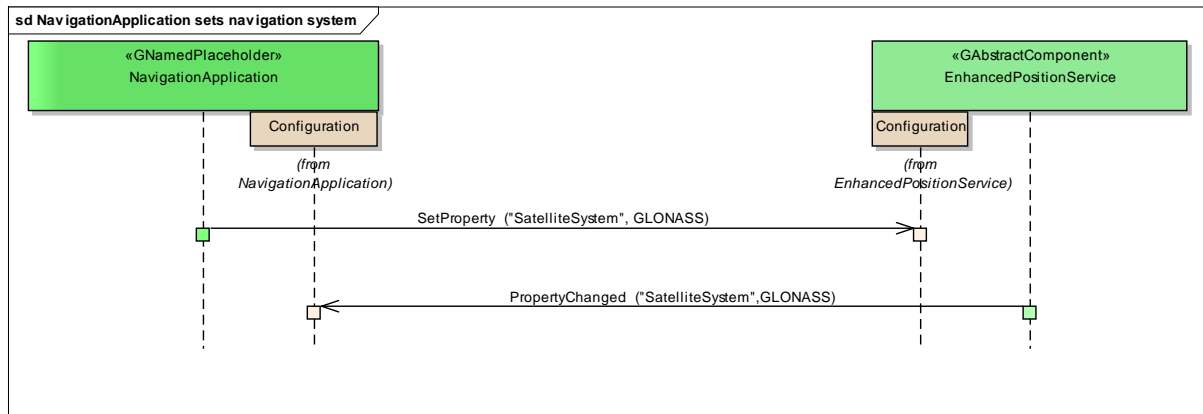 sd NavigationApplication sets navigation system
«GNamedPlaceholder»
NavigationApplication
«GAbstractComponent»
EnhancedPositionService
Configuration
Configuration
(from
NavigationApplication)
(from
EnhancedPositionService)
SetProperty ("SatelliteSystem", GLONASS)
PropertyChanged ("SatelliteSystem",GLONASS)